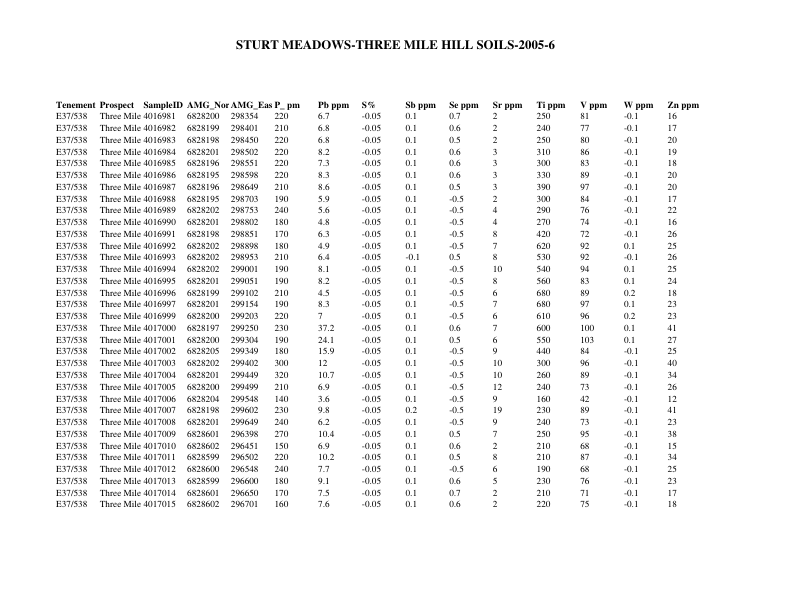 STURT MEADOWS-THREE MILE HILL SOILS-2005-6
Tenement Prospect SampleID AMG_Nor AMG_Eas P_ pm Pb ppm S% Sb ppm Se ppm Sr ppm Ti ppm V ppm W ppm Zn ppm
E37/538 Three Mile 4016981 6828200 298354 220 6.7 -0.05 0.1 0.7 2 250 81 -0.1 16
E37/538 Three Mile 4016982 6828199 298401 210 6.8 -0.05 0.1 0.6 2 240 77 -0.1 17
E37/538 Three Mile 4016983 6828198 298450 220 6.8 -0.05 0.1 0.5 2 250 80 -0.1 20
E37/538 Three Mile 4016984 6828201 298502 220 8.2 -0.05 0.1 0.6 3 310 86 -0.1 19
E37/538 Three Mile 4016985 6828196 298551 220 7.3 -0.05 0.1 0.6 3 300 83 -0.1 18
E37/538 Three Mile 4016986 6828195 298598 220 8.3 -0.05 0.1 0.6 3 330 89 -0.1 20
E37/538 Three Mile 4016987 6828196 298649 210 8.6 -0.05 0.1 0.5 3 390 97 -0.1 20
E37/538 Three Mile 4016988 6828195 298703 190 5.9 -0.05 0.1 -0.5 2 300 84 -0.1 17
E37/538 Three Mile 4016989 6828202 298753 240 5.6 -0.05 0.1 -0.5 4 290 76 -0.1 22
E37/538 Three Mile 4016990 6828201 298802 180 4.8 -0.05 0.1 -0.5 4 270 74 -0.1 16
E37/538 Three Mile 4016991 6828198 298851 170 6.3 -0.05 0.1 -0.5 8 420 72 -0.1 26
E37/538 Three Mile 4016992 6828202 298898 180 4.9 -0.05 0.1 -0.5 7 620 92 0.1 25
E37/538 Three Mile 4016993 6828202 298953 210 6.4 -0.05 -0.1 0.5 8 530 92 -0.1 26
E37/538 Three Mile 4016994 6828202 299001 190 8.1 -0.05 0.1 -0.5 10 540 94 0.1 25
E37/538 Three Mile 4016995 6828201 299051 190 8.2 -0.05 0.1 -0.5 8 560 83 0.1 24
E37/538 Three Mile 4016996 6828199 299102 210 4.5 -0.05 0.1 -0.5 6 680 89 0.2 18
E37/538 Three Mile 4016997 6828201 299154 190 8.3 -0.05 0.1 -0.5 7 680 97 0.1 23
E37/538 Three Mile 4016999 6828200 299203 220 7 -0.05 0.1 -0.5 6 610 96 0.2 23
E37/538 Three Mile 4017000 6828197 299250 230 37.2 -0.05 0.1 0.6 7 600 100 0.1 41
E37/538 Three Mile 4017001 6828200 299304 190 24.1 -0.05 0.1 0.5 6 550 103 0.1 27
E37/538 Three Mile 4017002 6828205 299349 180 15.9 -0.05 0.1 -0.5 9 440 84 -0.1 25
E37/538 Three Mile 4017003 6828202 299402 300 12 -0.05 0.1 -0.5 10 300 96 -0.1 40
E37/538 Three Mile 4017004 6828201 299449 320 10.7 -0.05 0.1 -0.5 10 260 89 -0.1 34
E37/538 Three Mile 4017005 6828200 299499 210 6.9 -0.05 0.1 -0.5 12 240 73 -0.1 26
E37/538 Three Mile 4017006 6828204 299548 140 3.6 -0.05 0.1 -0.5 9 160 42 -0.1 12
E37/538 Three Mile 4017007 6828198 299602 230 9.8 -0.05 0.2 -0.5 19 230 89 -0.1 41
E37/538 Three Mile 4017008 6828201 299649 240 6.2 -0.05 0.1 -0.5 9 240 73 -0.1 23
E37/538 Three Mile 4017009 6828601 296398 270 10.4 -0.05 0.1 0.5 7 250 95 -0.1 38
E37/538 Three Mile 4017010 6828602 296451 150 6.9 -0.05 0.1 0.6 2 210 68 -0.1 15
E37/538 Three Mile 4017011 6828599 296502 220 10.2 -0.05 0.1 0.5 8 210 87 -0.1 34
E37/538 Three Mile 4017012 6828600 296548 240 7.7 -0.05 0.1 -0.5 6 190 68 -0.1 25
E37/538 Three Mile 4017013 6828599 296600 180 9.1 -0.05 0.1 0.6 5 230 76 -0.1 23
E37/538 Three Mile 4017014 6828601 296650 170 7.5 -0.05 0.1 0.7 2 210 71 -0.1 17
E37/538 Three Mile 4017015 6828602 296701 160 7.6 -0.05 0.1 0.6 2 220 75 -0.1 18